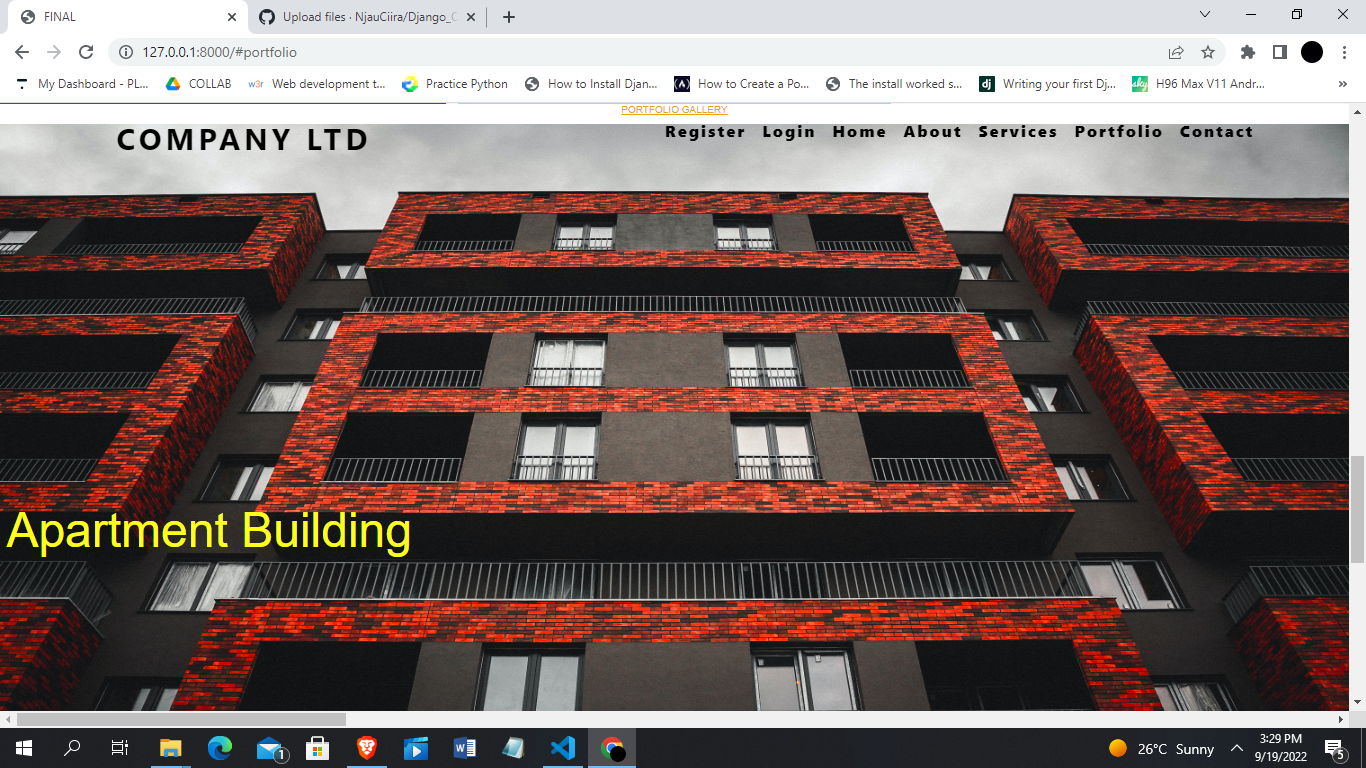 FINAL
Upload files · NjauCiira/Django_C
127.0.0.1:8000/#portfolio
My Dashboard - PL...
COLLAB
w3r
Web development t...
Practice Python
How to Install Djan...
How to Create a Po...
The install worked s...
dj
Writing your first Dj...
sky
H96 Max V11 Andr...
»
PORTFOLIO GALLERY
COMPANY LTD
Register Login Home About Services Portfolio Contact
Apartment Building
1
26°C Sunny
3:29 PM
9/19/2022
5